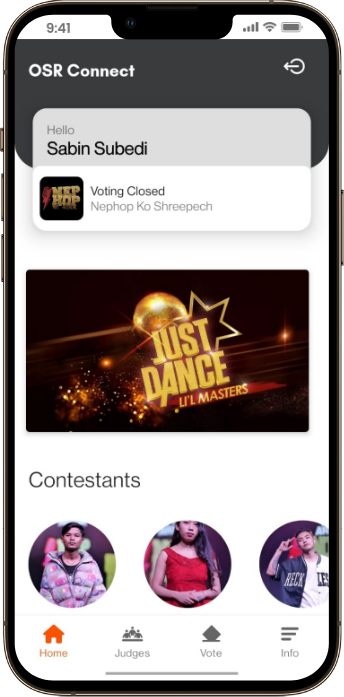 9:41
OSR Connect
Hello
Sabin Subedi
NEP
HOP
Voting Closed
Nephop Ko Shreepech
JUST
DANCE
LI'L MASTERS
Contestants
RECK
Home
Judges
Vote
Info